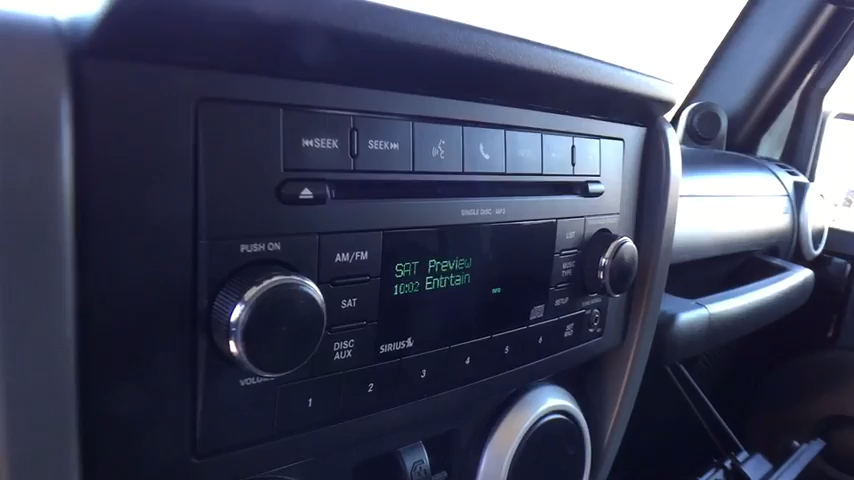 SEEK
SEEK
SINGLE DISC / MP3
PUSH ON
AM/FM
SAT
DISC
AUX
VOLUME
SAT Preview
10:02 Entrtain
SIRIUS
LIST
MUSIC
TYPE
SETUP
1
2
3
4
5
6